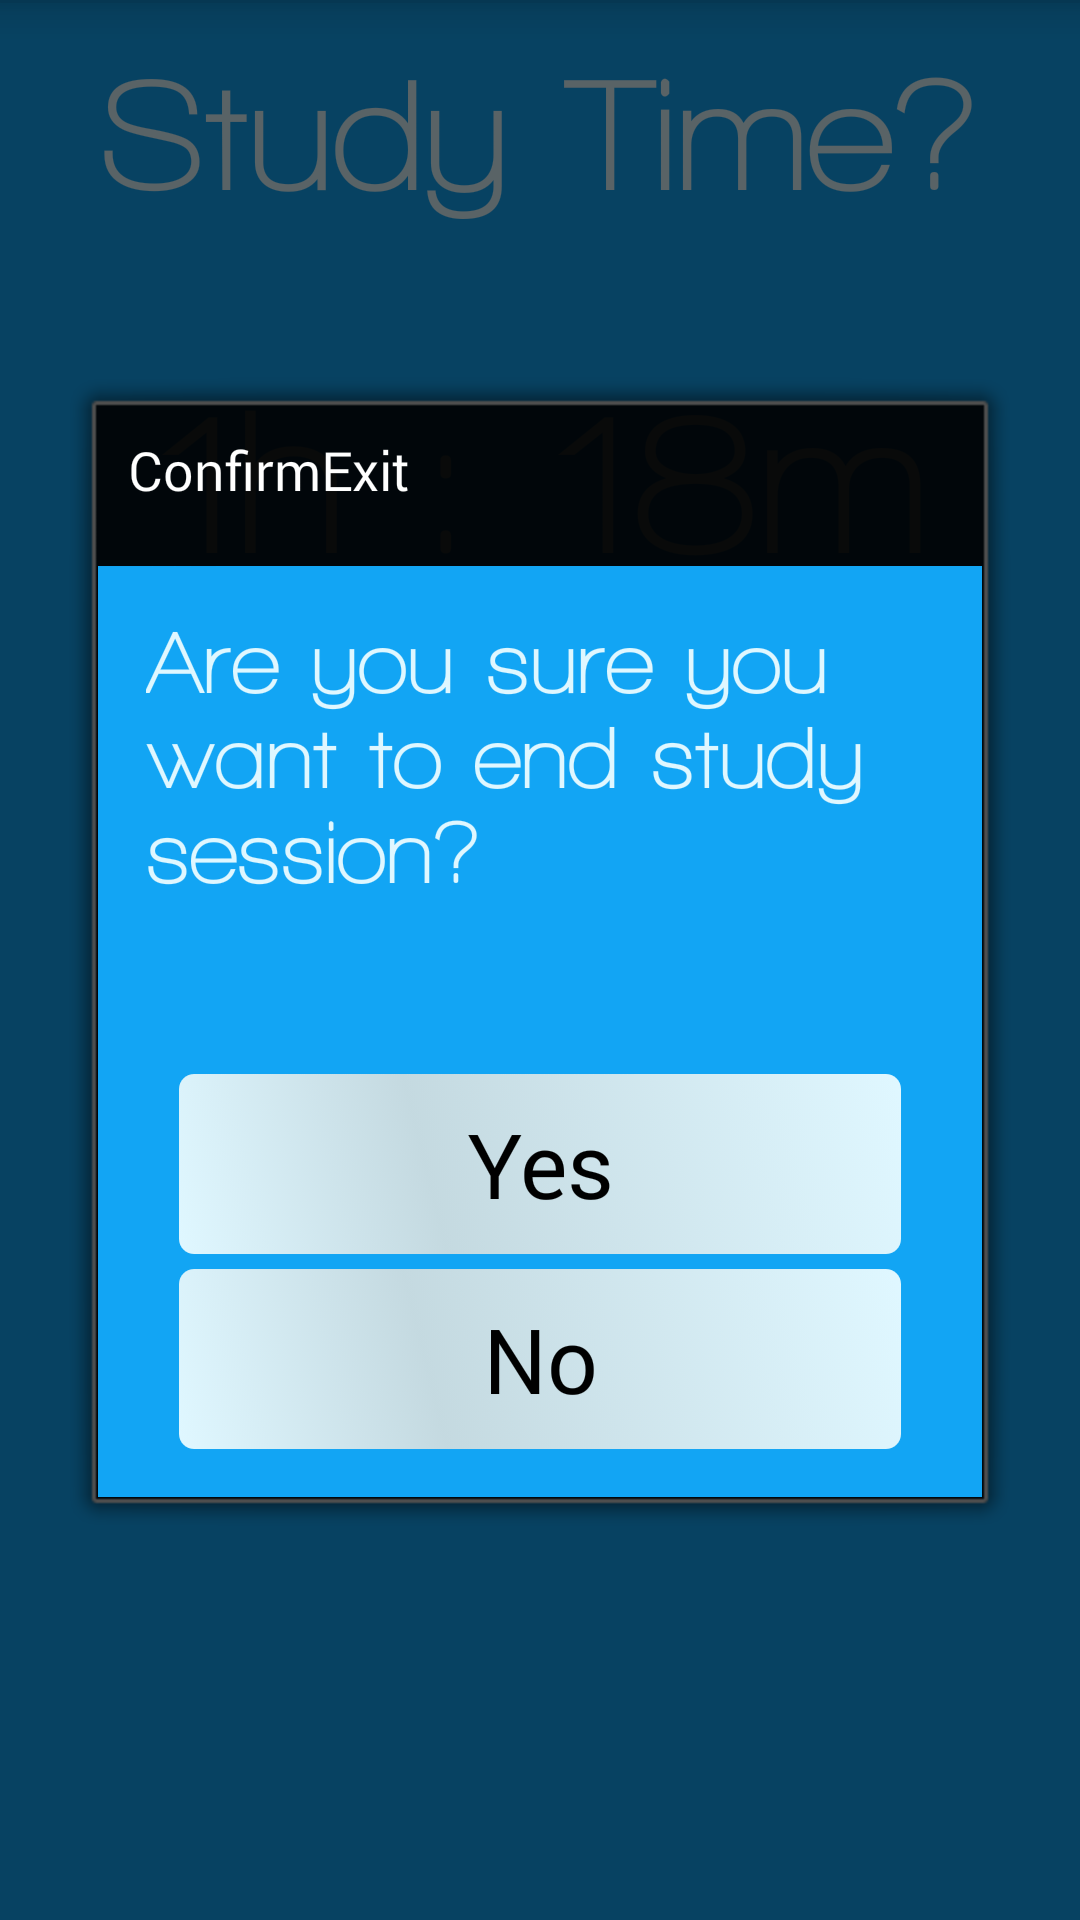 Study Time?
1h : 18m
ConfirmExit
Are you sure you
want to end study
session?
Yes
No